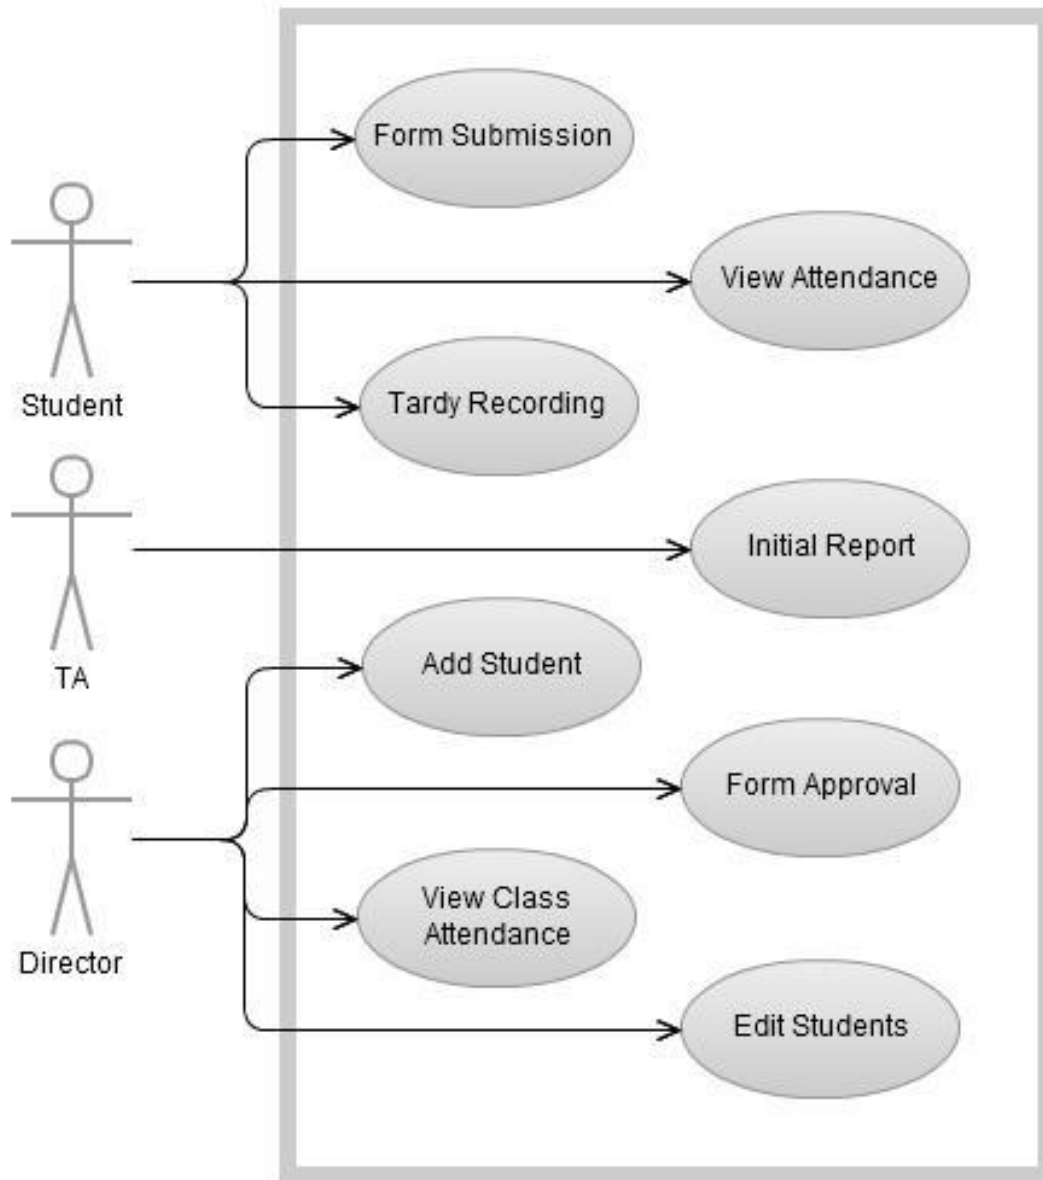 Form Submission
View Attendance
Student
Tardy Recording
Initial Report
TA
Add Student
Form Approval
View Class
Attendance
Director
Edit Students